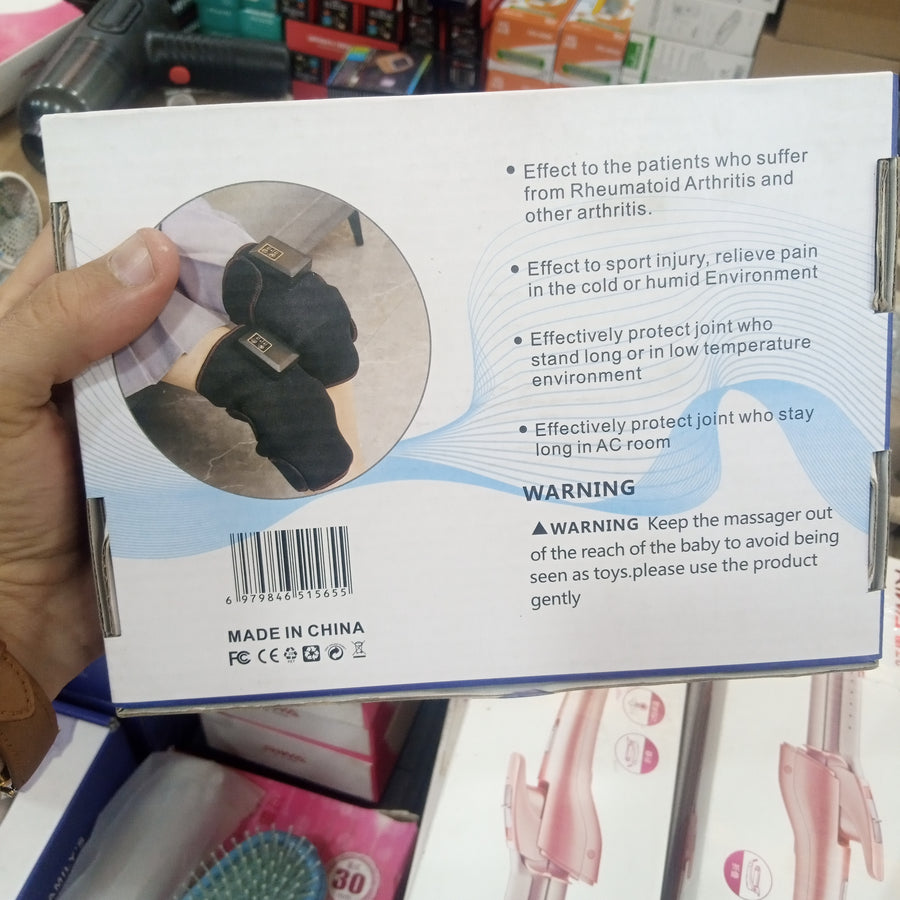 Effect to the patients who suffer
from Rheumatoid Arthritis and
other arthritis.
Effect to sport injury, relieve pain
in the cold or humid Environment
Effectively protect joint who
stand long or in low temperature
environment
Effectively protect joint who stay
long in AC room
WARNING
WARNING Keep the massager out
of the reach of the baby to avoid being
seen as toys.please use the product
gently
6 979846 515655
MADE IN CHINA
FC CE
30